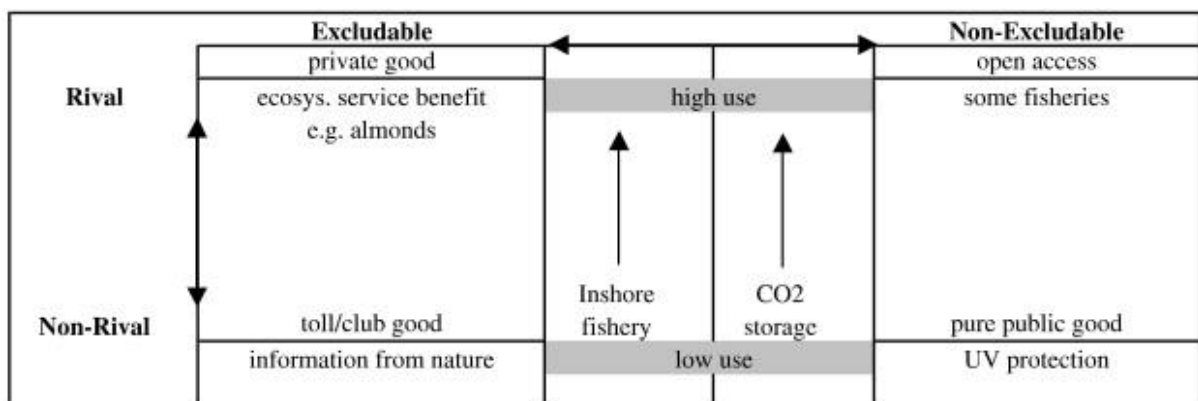 Excludable
Non-Excludable
private good
open access
Rival
ecosys. service benefit
high use
some fisheries
e.g. almonds
Inshore
CO2
Non-Rival
toll/club good
fishery
storage
pure public good
information from nature
low use
UV protection